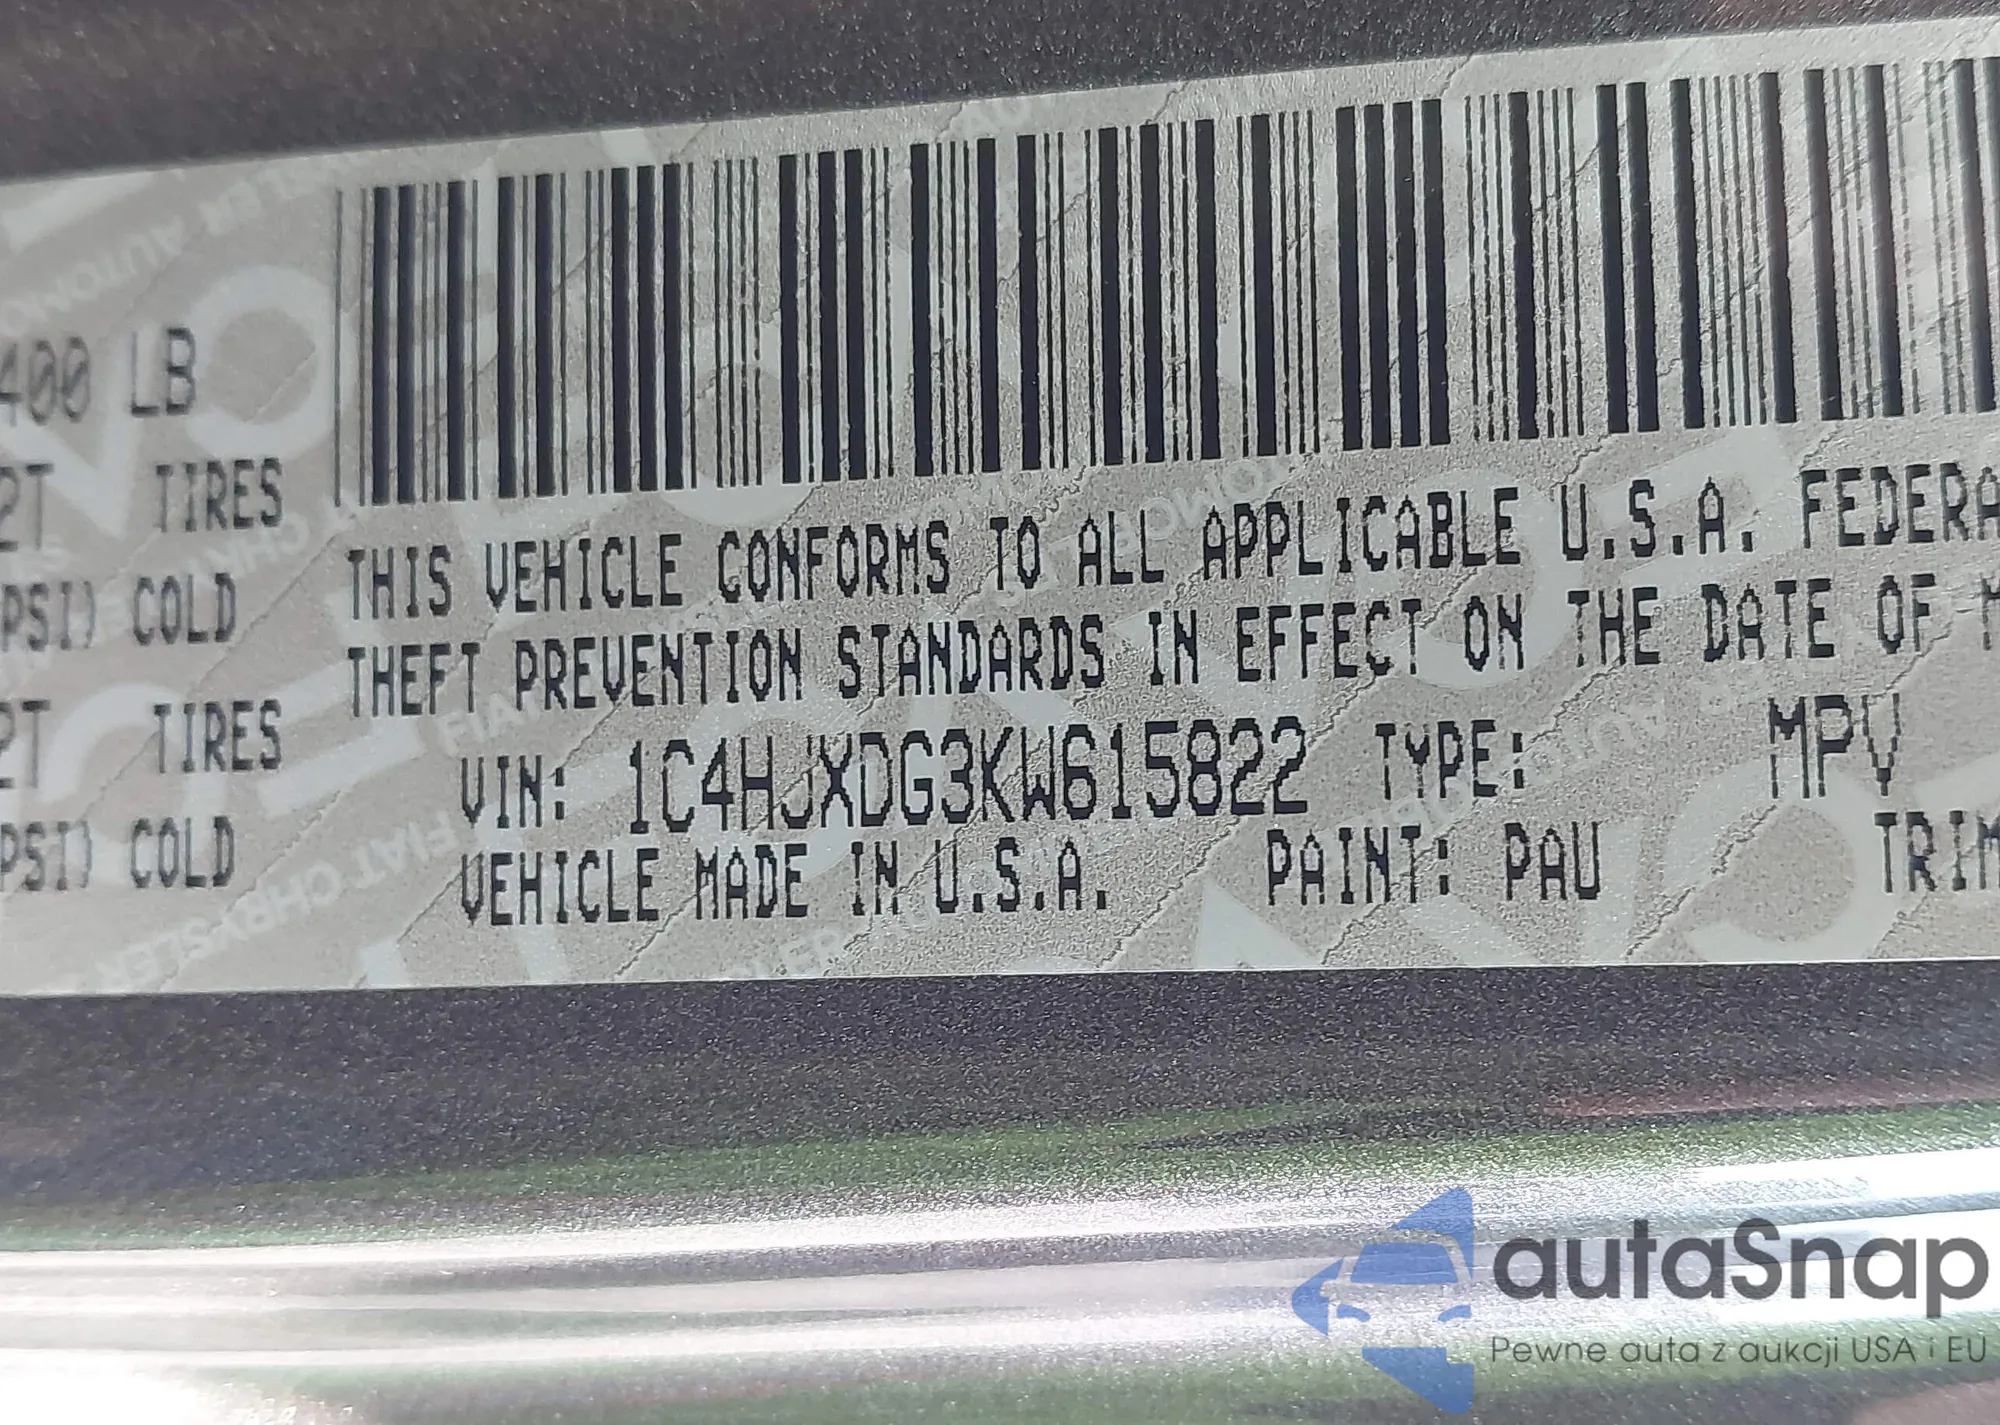 400 LB
2T TIRES
PSI) COLD
2T TIRES
PSI) COLD
THIS VEHICLE CONFORMS TO ALL APPLICABLE U.S.A. FEDERA
THEFT PREVENTION STANDARDS IN EFFECT ON THE DATE OF M
VIN: 1C4HJXDG3KW615822 TYPE: MPV
VEHICLE MADE IN U.S.A. PAINT: PAU TRIM
autaSnap
Pewne auta z aukcji USA i EU